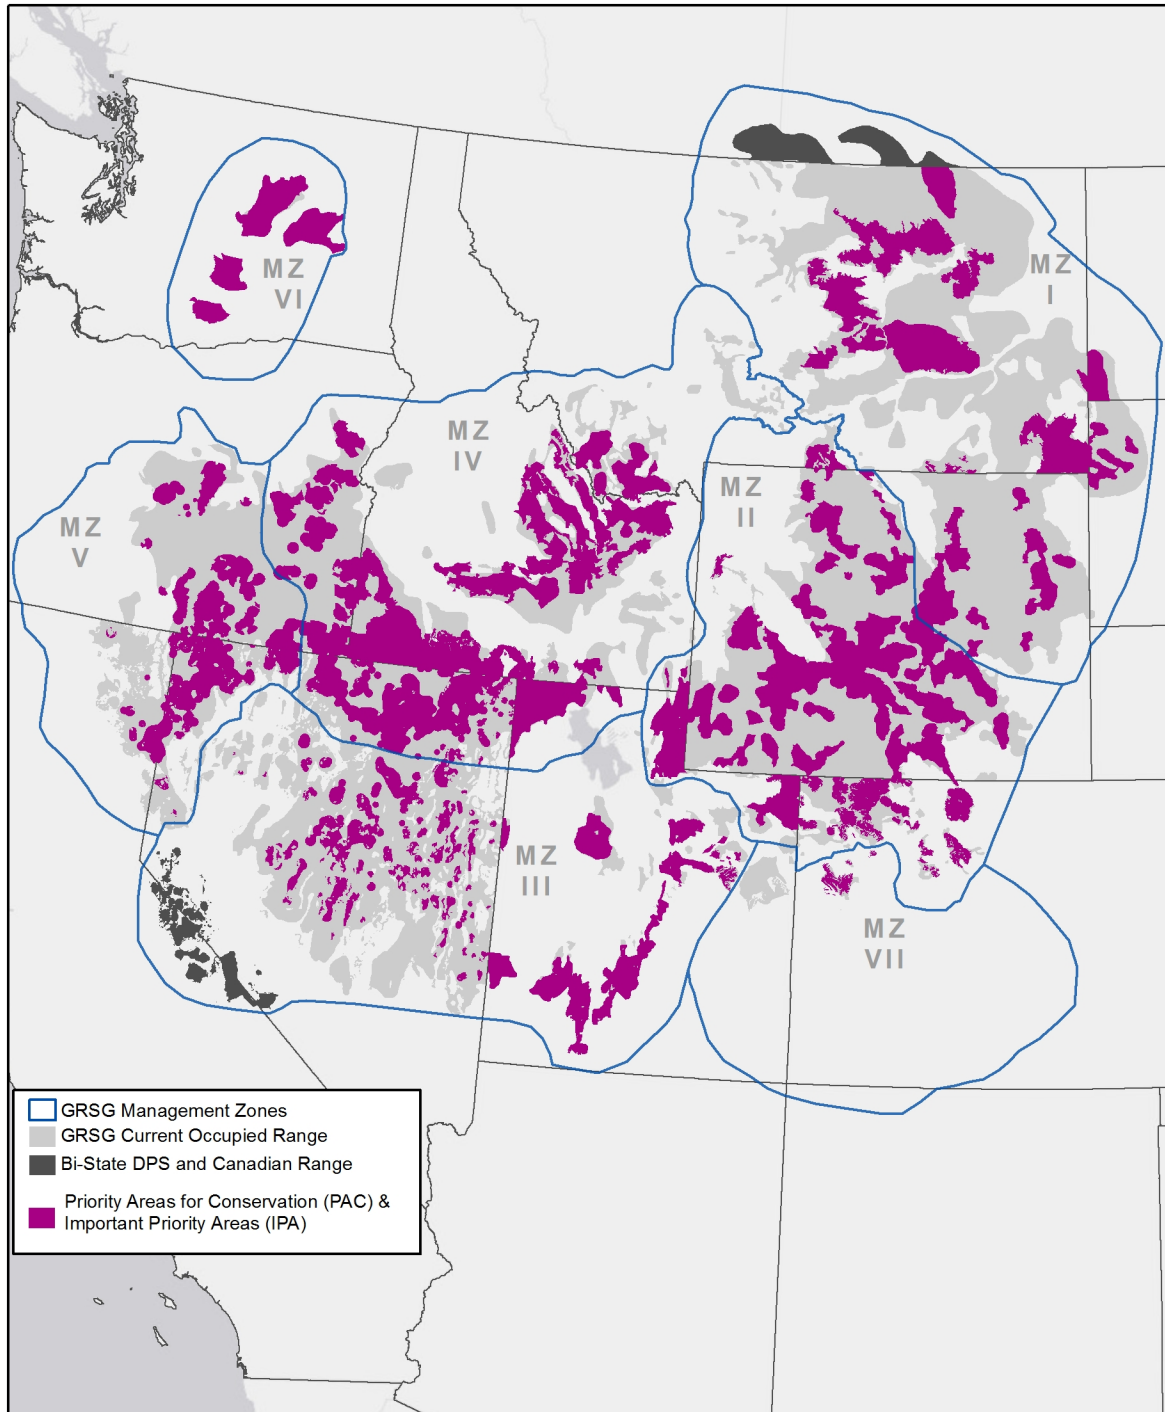 MZ
VI
MZ
I
MZ
IV
MZ
II
MZ
V
MZ
III
MZ
VII
GRSG Management Zones
GRSG Current Occupied Range
Bi-State DPS and Canadian Range
Priority Areas for Conservation (PAC) &
Important Priority Areas (IPA)